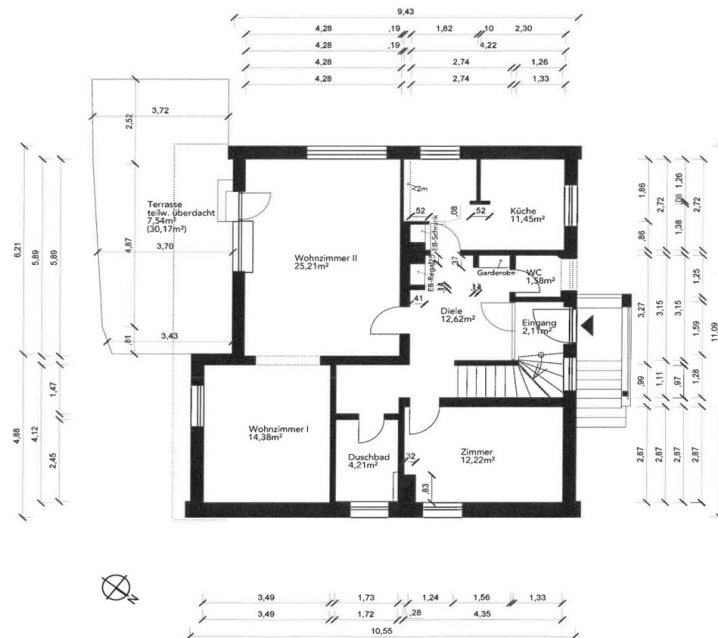 9,43
4,28 ,19 1,82 ,10 2,30
4,28 ,19 4,22
4,28 2,74 1,26
4,28 2,74 1,33
3,72
2,52
Terrasse
teilw. überdacht
7,54m²
(30,17m²)
3,70
4,87
3,43
,81
6,21
5,89
5,89
4,88
4,12
1,47
2,45
Wohnzimmer II
25,21m²
2m
,52
,08
,52
Küche
11,45m²
EB-Schrank
EB-Regal
,37
Garderobe
WC
1,58m²
,41
Diele
12,62m²
Eingang
2,11m²
Wohnzimmer I
14,38m²
Duschbad
4,21m²
,32
,83
Zimmer
12,22m²
1,86
,86
3,27
,99
2,87
2,72
3,15
1,11
2,87
1,26
,08
1,38
3,15
,97
2,87
2,72
1,25
1,59
1,28
2,87
11,09
N
3,49 1,73 1,24 1,56 1,33
3,49 1,72 ,28 4,35
10,55